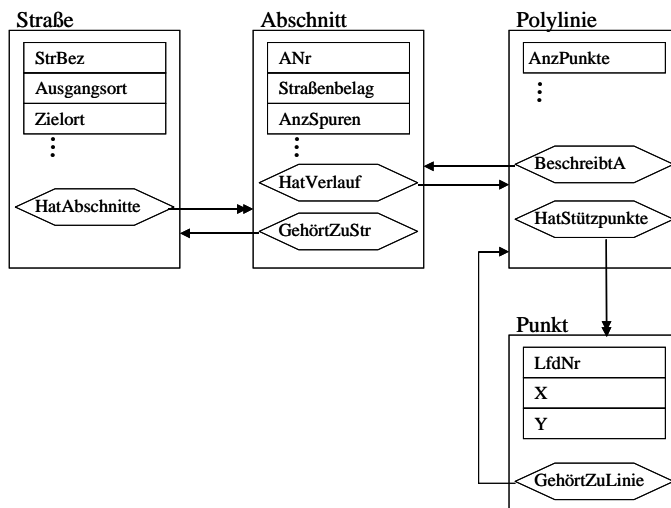 Straße
StrBez
Ausgangsort
Zielort
HatAbschnitte
Abschnitt
ANr
Straßenbelag
AnzSpuren
HatVerlauf
GehörtZuStr
Polylinie
AnzPunkte
BeschreibtA
HatStützpunkte
Punkt
LfdNr
X
Y
GehörtZuLinie